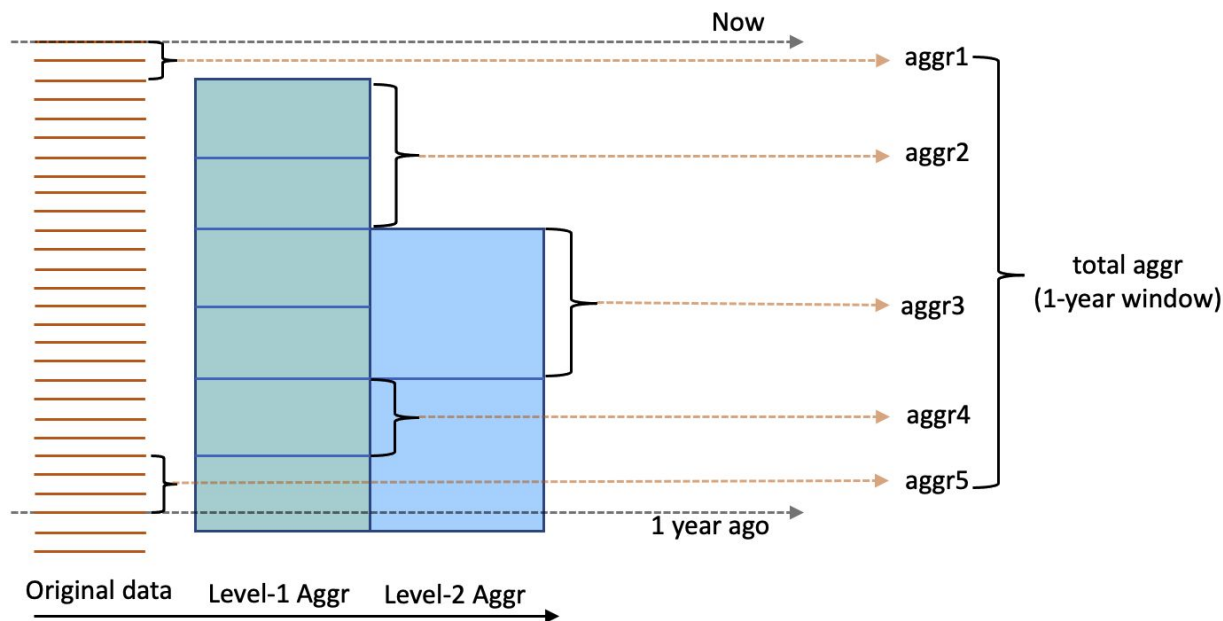 Now
aggr1
aggr2
total aggr
(1-year window)
aggr3
aggr4
aggr5
1 year ago
Original data
Level-1 Aggr
Level-2 Aggr